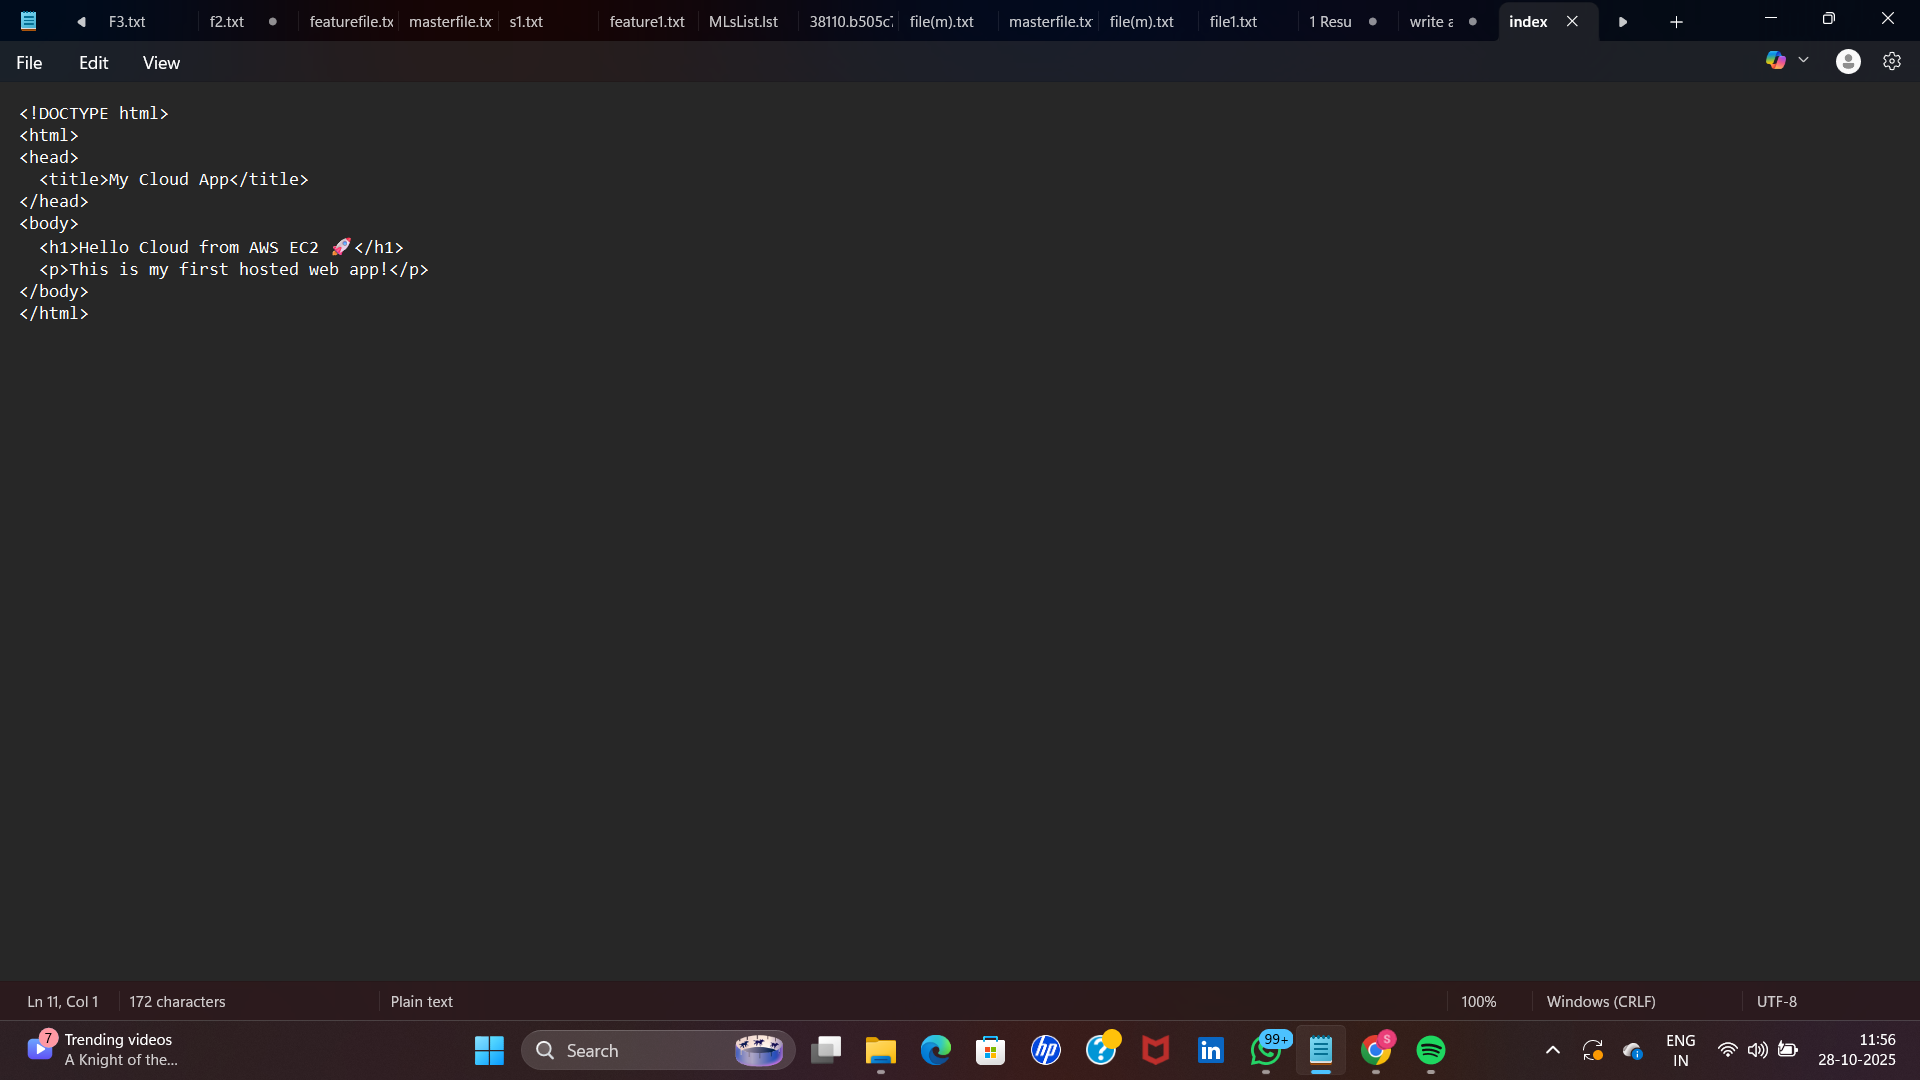 F3.txt f2.txt featurefile.tx masterfile.tx s1.txt feature1.txt MLsList.lst 38110.b505c file(m).txt masterfile.tx file(m).txt file1.txt 1 Resu write a index
File Edit View
<!DOCTYPE html>
<html>
<head>
  <title>My Cloud App</title>
</head>
<body>
  <h1>Hello Cloud from AWS EC2 🚀</h1>
  <p>This is my first hosted web app!</p>
</body>
</html>
Ln 11, Col 1 172 characters Plain text 100% Windows (CRLF) UTF-8
7 Trending videos
A Knight of the...
Search
hp
?
in
99+
S
ENG
IN
11:56
28-10-2025